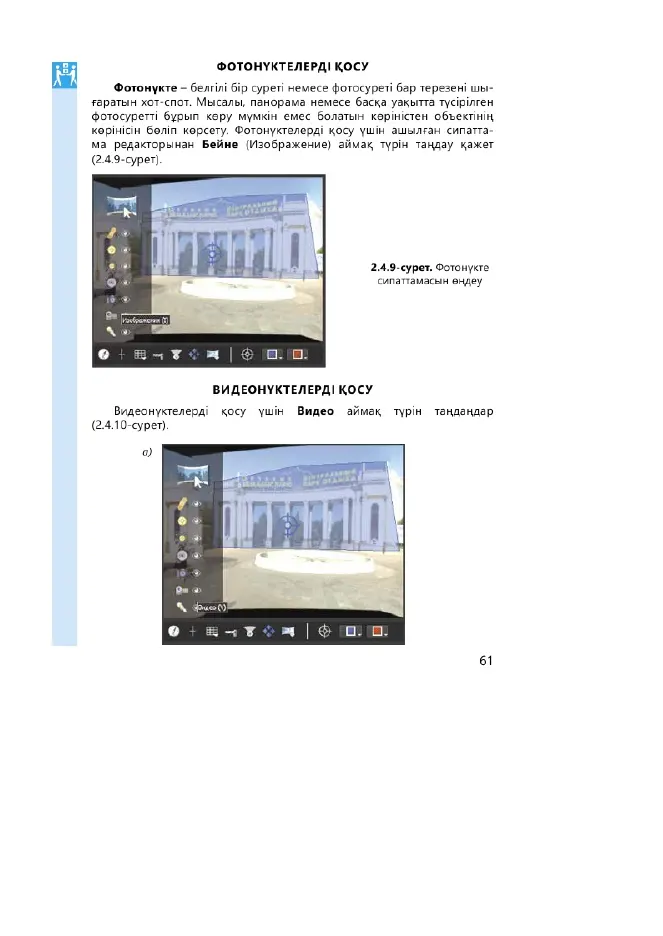 ФОТОНҮКТЕЛЕРДІ ҚОСУ
Фотонүкте – белгілі бір суреті немесе фотосуреті бар терезені шы-
ғаратын хот-спот. Мысалы, панорама немесе басқа уақытта түсірілген
фотосуретті бұрып көру мүмкін емес болатын көріністен объектінің
көрінісін бөліп көрсету. Фотонүктелерді қосу үшін ашылған сипатта-
ма редакторынан Бейне (Изображение) аймақ түрін таңдау қажет
(2.4.9-сурет).
Изображение (I)
2.4.9-сурет. Фотонүкте
сипаттамасын өңдеу
ВИДЕОНҮКТЕЛЕРДІ ҚОСУ
Видеонүктелерді қосу үшін Видео аймақ түрін таңдаңдар
(2.4.10-сурет).
а)
Видео (V)
61